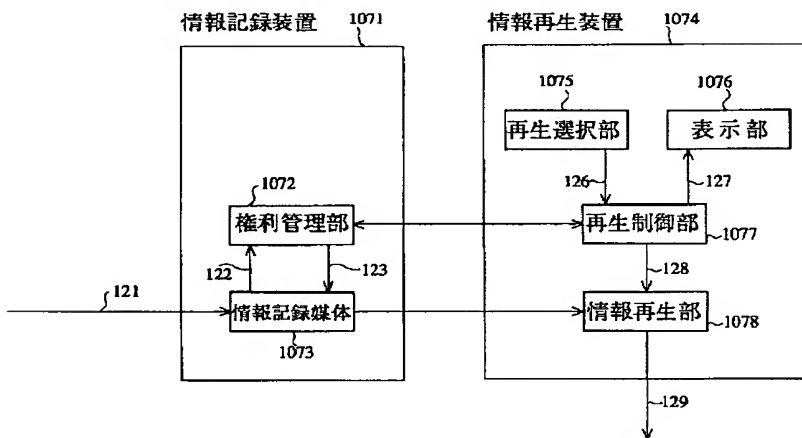 情報記録装置
1071
情報再生装置
1074
1075
再生選択部
1076
表示部
126
127
1072
権利管理部
再生制御部
1077
122
123
128
121
情報記録媒体
1073
情報再生部
1078
129